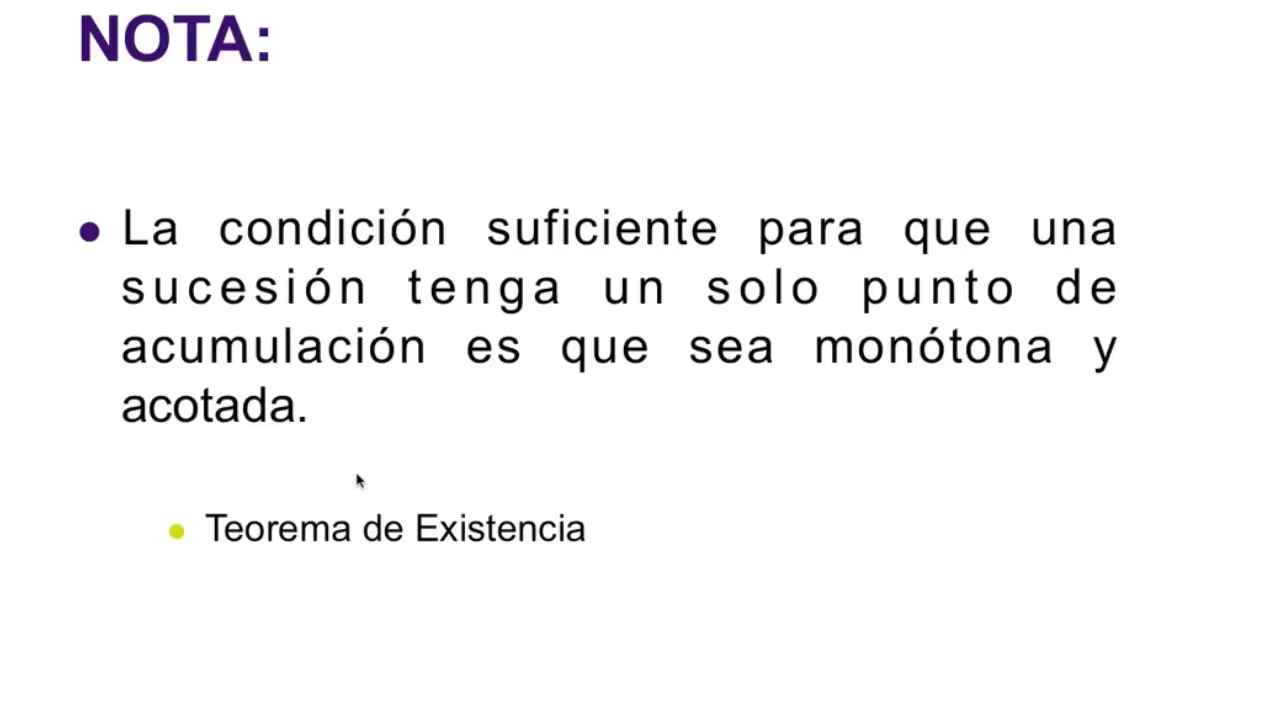 NOTA:
La condición suficiente para que una
sucesión tenga un solo punto de
acumulación es que sea monótona y
acotada.
Teorema de Existencia